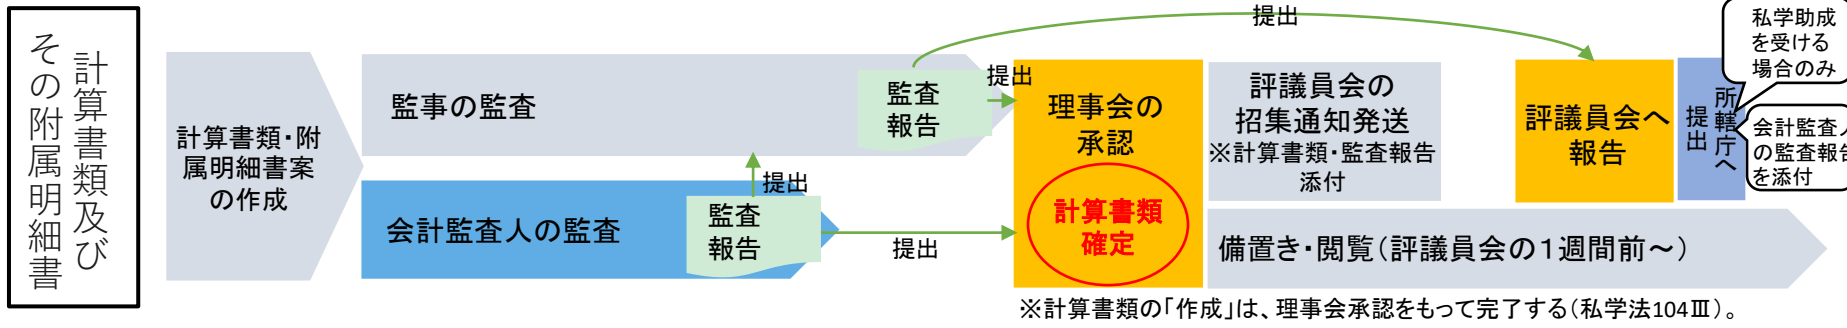 計算書類及び
その附属明細書
計算書類・附
属明細書案
の作成
監事の監査
監査
報告
提出
会計監査人の監査
監査
報告
提出
提出
提出
理事会の
承認
計算書類
確定
評議員会の
招集通知発送
※計算書類・監査報告
添付
評議員会へ
報告
所轄庁へ
提出
私学助成
を受ける
場合のみ
会計監査人
の監査報告
を添付
備置き・閲覧（評議員会の１週間前～）
※計算書類の「作成」は、理事会承認をもって完了する（私学法104Ⅲ）。